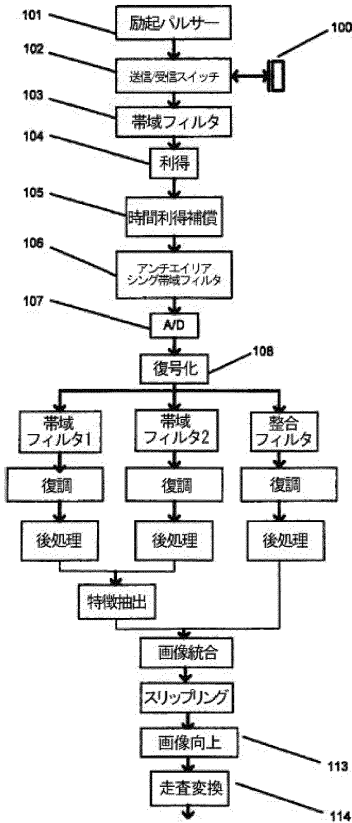 101
励起パルサー
100
102
送信/受信スイッチ
103
帯域フィルタ
104
利得
105
時間利得補償
106
アンチエイリア
シング帯域フィルタ
107
A/D
108
復号化
帯域
フィルタ1
帯域
フィルタ2
整合
フィルタ
復調
復調
復調
後処理
後処理
後処理
特徴抽出
画像統合
スリップリング
画像向上
113
走査変換
114